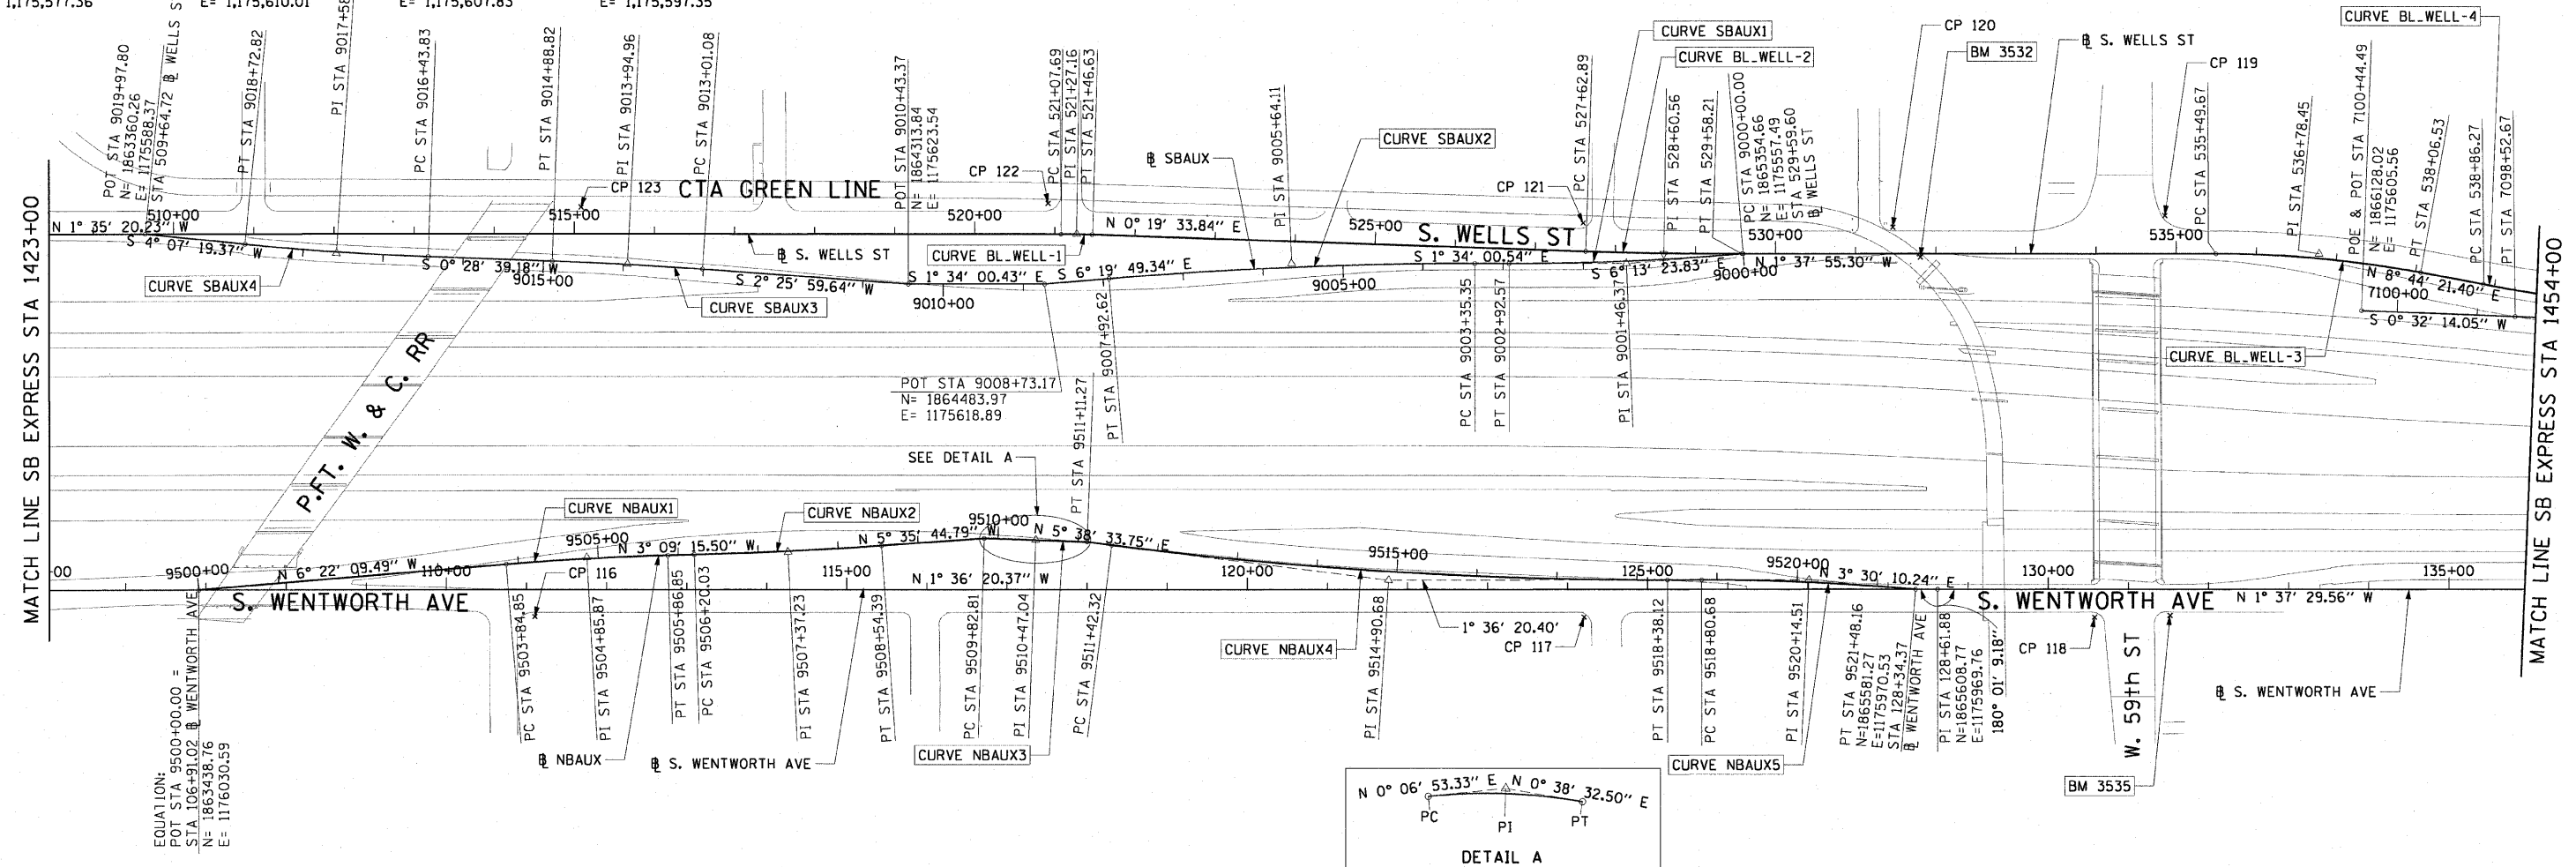 1,175,577.36
E= 1,175,610.01
E= 1,175,607.83
E= 1,175,597.35
MATCH LINE SB EXPRESS STA 1423+00
POT STA 9019+97.80
N= 1863360.26
E= 1175588.37
STA 509+64.72 ⅊ WELLS S
PT STA 9018+72.82
PI STA 9017+58
PC STA 9016+43.83
PT STA 9014+88.82
PI STA 9013+94.96
PC STA 9013+01.08
POT STA 9010+43.37
N= 1864313.84
E= 1175623.54
CP 122
PC STA 521+07.69
PI STA 521+27.16
PT STA 521+46.63
⅊ SBAUX
PI STA 9005+64.11
CURVE SBAUX2
CP 121
PC STA 527+62.89
CURVE SBAUX1
CURVE BL_WELL-2
PI STA 528+60.56
PT STA 529+58.21
PC STA 9000+00.00
N= 1865354.66
E= 1175557.49
STA 529+59.60
⅊ WELLS ST
CP 120
BM 3532
⅊ S. WELLS ST
CP 119
PC STA 535+49.67
PI STA 536+78.45
POE & POT STA 7100+44.49
N= 1866128.02
E= 1175605.56
PT STA 538+06.53
PC STA 538+86.27
PT STA 7098+52.67
CURVE BL_WELL-4
CP 123
CTA GREEN LINE
510+00
515+00
520+00
525+00
530+00
535+00
N 1° 35' 20.23" W
N 0° 19' 33.84" E
S. WELLS ST
S 4° 07' 19.37" W
S 0° 28' 39.18" W
⅊ S. WELLS ST
CURVE BL_WELL-1
S 1° 34' 00.43" E
S 6° 19' 49.34" E
S 1° 34' 00.54" E
S 6° 13' 23.83" E
N 1° 37' 55.30" W
N 8° 44' 21.40" E
CURVE SBAUX4
9015+00
S 2° 25' 59.64" W
9010+00
9005+00
9000+00
7100+00
CURVE SBAUX3
S 0° 32' 14.05" W
CURVE BL_WELL-3
P.FT. W. & C. RR
POT STA 9008+73.17
N= 1864483.97
E= 1175618.89
PT STA 9511+11.27
PT STA 9007+92.62
PC STA 9003+35.35
PT STA 9002+92.57
PI STA 9001+46.37
SEE DETAIL A
CURVE NBAUX1
CURVE NBAUX2
9500+00
N 6° 22' 09.49" W
9505+00
N 3° 09' 15.50" W
N 5° 35' 44.79" W
9510+00
N 5° 38' 33.75" E
9515+00
9520+00
N 3° 30' 10.24" E
00
110+00
CP 116
115+00
N 1° 36' 20.37" W
120+00
125+00
130+00
135+00
S. WENTWORTH AVE
S. WENTWORTH AVE
N 1° 37' 29.56" W
EQUATION:
POT STA 9500+00.00 =
STA 106+91.02 ⅊ WENTWORTH AVE
N= 1863438.76
E= 1176030.59
PC STA 9503+84.85
PI STA 9504+85.87
PT STA 9505+86.85
PC STA 9506+20.03
PI STA 9507+37.23
PT STA 9508+54.39
PC STA 9509+82.81
PI STA 9510+47.04
PC STA 9511+42.32
CURVE NBAUX4
1° 36' 20.40'
CP 117
PI STA 9514+90.68
PT STA 9518+38.12
PC STA 9518+80.68
PI STA 9520+14.51
PT STA 9521+48.16
N=1865581.27
E=1175970.53
STA 128+34.37
⅊ WENTWORTH AVE
PI STA 128+61.88
N=1865608.77
E=1175969.76
180° 01' 9.18"
CP 118
W. 59th ST
⅊ S. WENTWORTH AVE
⅊ NBAUX
⅊ S. WENTWORTH AVE
CURVE NBAUX3
CURVE NBAUX5
BM 3535
N 0° 06' 53.33" E
N 0° 38' 32.50" E
PC
PI
PT
DETAIL A
MATCH LINE SB EXPRESS STA 1454+00